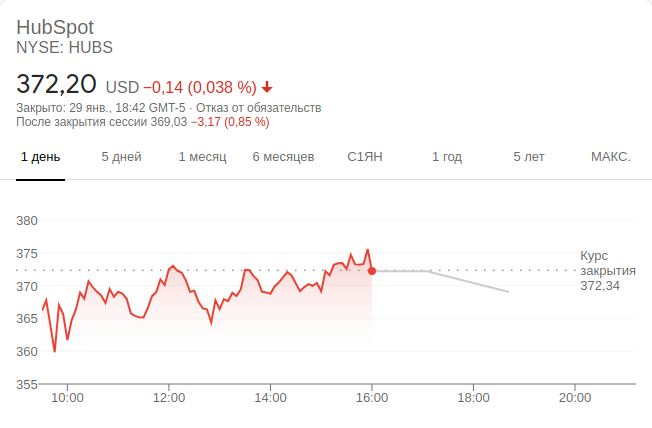 HubSpot
NYSE: HUBS
372,20 USD −0,14 (0,038 %)
Закрыто: 29 янв., 18:42 GMT-5 · Отказ от обязательств
После закрытия сессии 369,03 −3,17 (0,85 %)
1 день 5 дней 1 месяц 6 месяцев С1ЯН 1 год 5 лет МАКС.
380
375
370
365
360
355
Курс
закрытия
372,34
10:00 12:00 14:00 16:00 18:00 20:00